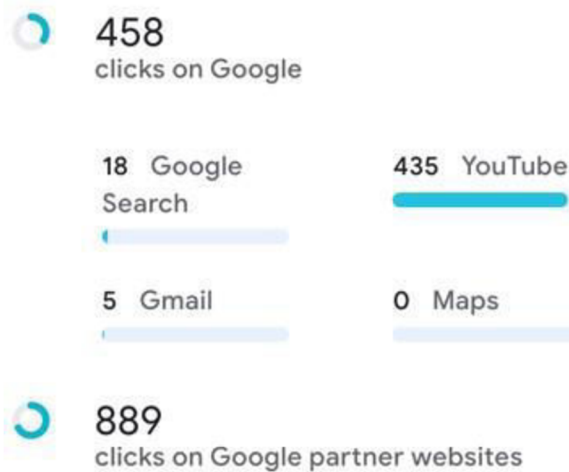 458
clicks on Google
18 Google
Search
435 YouTube
5 Gmail
0 Maps
889
clicks on Google partner websites